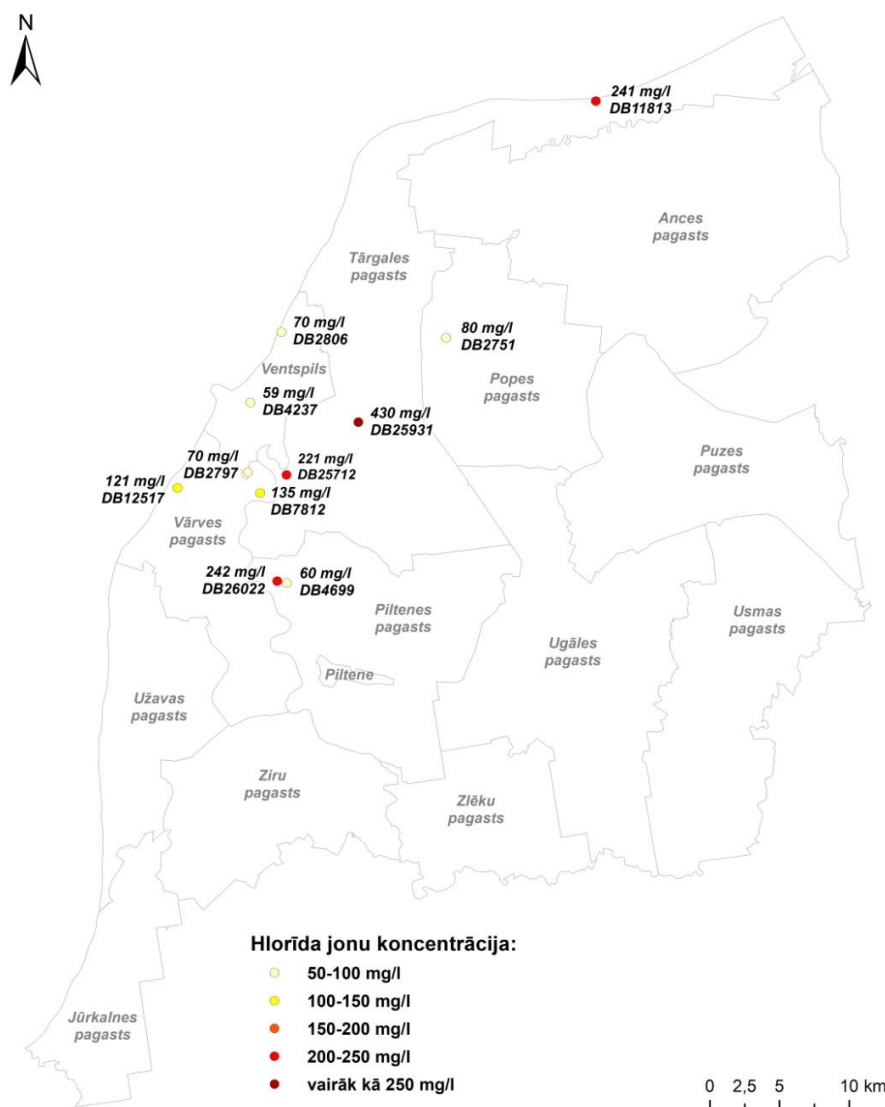 N
241 mg/l
DB11813
Ances
pagasts
Tārgales
pagasts
70 mg/l
DB2806
80 mg/l
DB2751
Ventspils
Popes
pagasts
59 mg/l
DB4237
430 mg/l
DB25931
Puzes
pagasts
70 mg/l
DB2797
221 mg/l
DB25712
121 mg/l
DB12517
135 mg/l
DB7812
Vārves
pagasts
242 mg/l
DB26022
60 mg/l
DB4699
Piltenes
pagasts
Usmas
pagasts
Ugāles
pagasts
Piltene
Užavas
pagasts
Ziru
pagasts
Zlēku
pagasts
Jūrkalnes
pagasts
Hlorīda jonu koncentrācija:
50-100 mg/l
100-150 mg/l
150-200 mg/l
200-250 mg/l
vairāk kā 250 mg/l
0 2,5 5 10 km